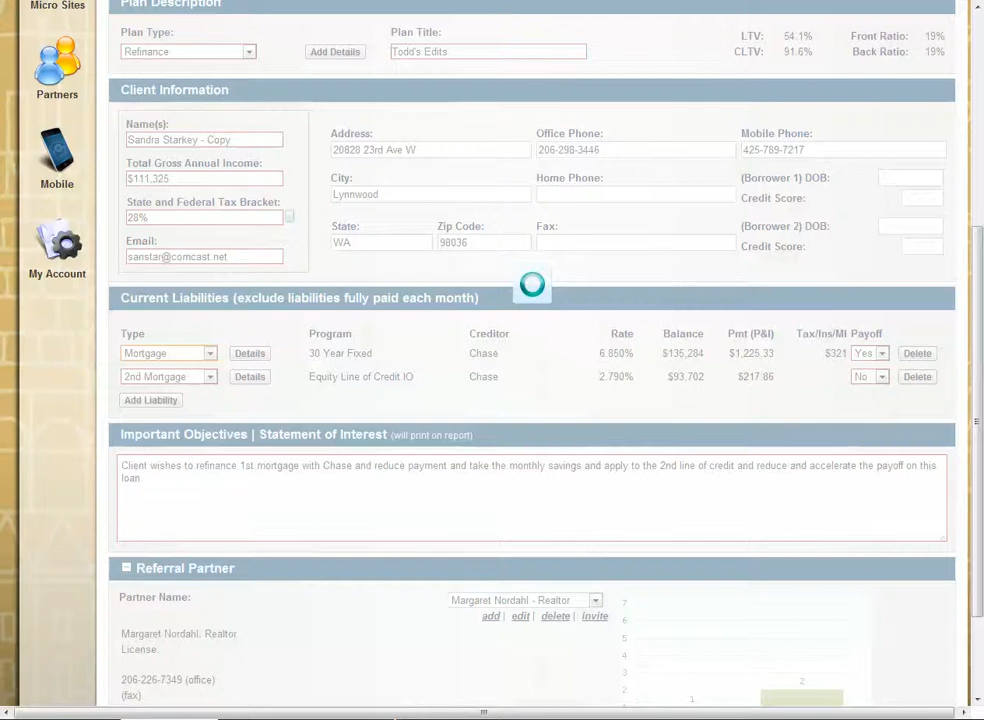 Micro Sites
Partners
Mobile
My Account
Plan Description
Plan Type:
Refinance
Add Details
Plan Title:
Todd's Edits
LTV: 54.1% Front Ratio: 19%
CLTV: 91.6% Back Ratio: 19%
Client Information
Name(s):
Sandra Starkey - Copy
Total Gross Annual Income:
$111,325
State and Federal Tax Bracket:
28%
Email:
sanstar@comcast.net
Address: Office Phone: Mobile Phone:
20828 23rd Ave W 206-298-3446 425-789-7217
City: Home Phone: (Borrower 1) DOB:
Lynnwood Credit Score:
State: Zip Code: Fax: (Borrower 2) DOB:
WA 98036 Credit Score:
Current Liabilities (exclude liabilities fully paid each month)
Type Program Creditor Rate Balance Pmt (P&I) Tax/Ins/MI Payoff
Mortgage Details 30 Year Fixed Chase 6.850% $135,284 $1,225.33 $321 Yes Delete
2nd Mortgage Details Equity Line of Credit IO Chase 2.790% $93,702 $217.86 No Delete
Add Liability
Important Objectives | Statement of Interest (will print on report)
Client wishes to refinance 1st mortgage with Chase and reduce payment and take the monthly savings and apply to the 2nd line of credit and reduce and accelerate the payoff on this
loan
Referral Partner
Partner Name: Margaret Nordahl - Realtor
add | edit | delete | invite
Margaret Nordahl. Realtor
License.
206-226-7349 (office)
(fax)
7
6
5
4
3
2
1
2